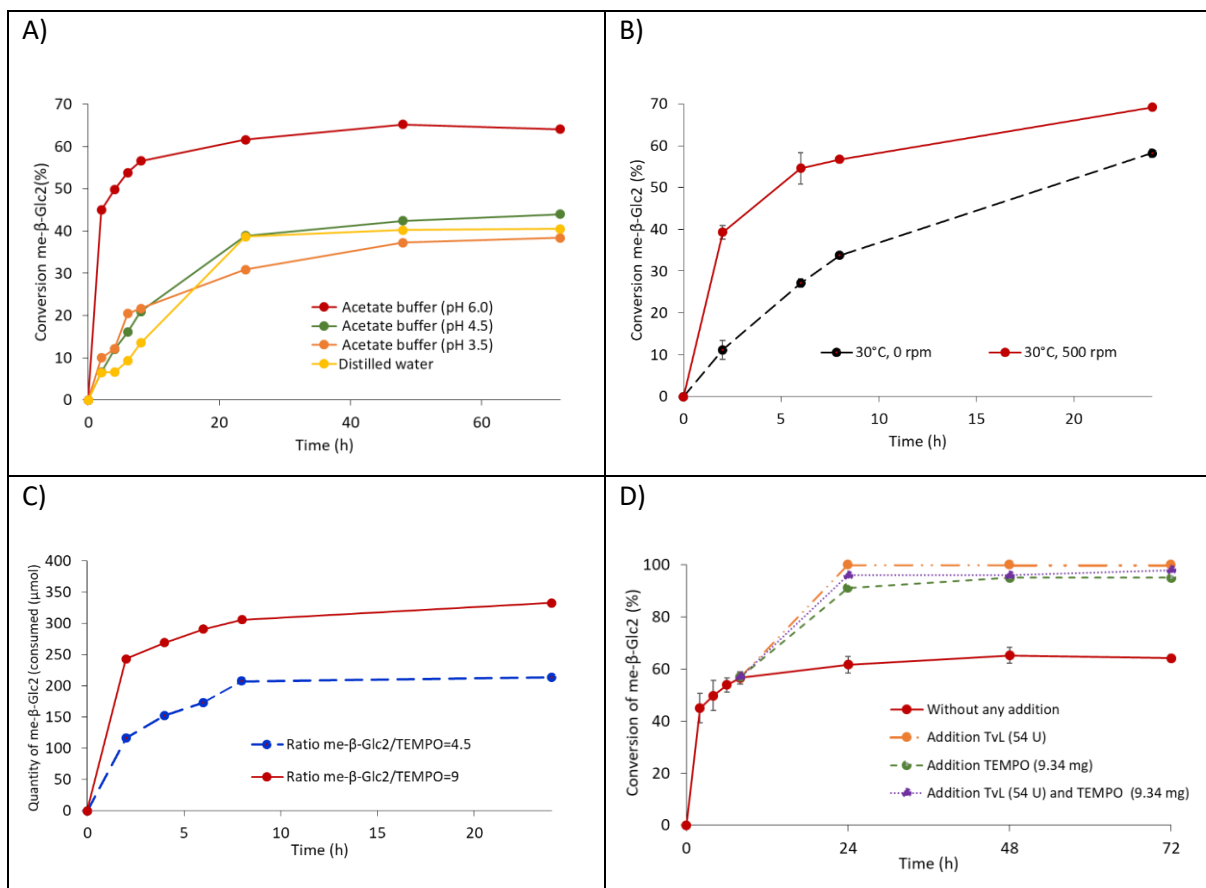 A)
Conversion me-β-Glc2(%)
70
60
50
40
30
20
10
0
Acetate buffer (pH 6.0)
Acetate buffer (pH 4.5)
Acetate buffer (pH 3.5)
Distilled water
0
20
40
60
Time (h)
B)
Conversion me-β-Glc2 (%)
70
60
50
40
30
20
10
0
30°C, 0 rpm
30°C, 500 rpm
0
5
10
15
20
Time (h)
C)
Quantity of me-β-Glc2 (consumed (µmol)
400
350
300
250
200
150
100
50
0
Ratio me-β-Glc2/TEMPO=4.5
Ratio me-β-Glc2/TEMPO=9
0
5
10
15
20
Time (h)
D)
Conversion of me-β-Glc2 (%)
100
80
60
40
20
0
Without any addition
Addition TvL (54 U)
Addition TEMPO (9.34 mg)
Addition TvL (54 U) and TEMPO (9.34 mg)
0
24
48
72
Time (h)